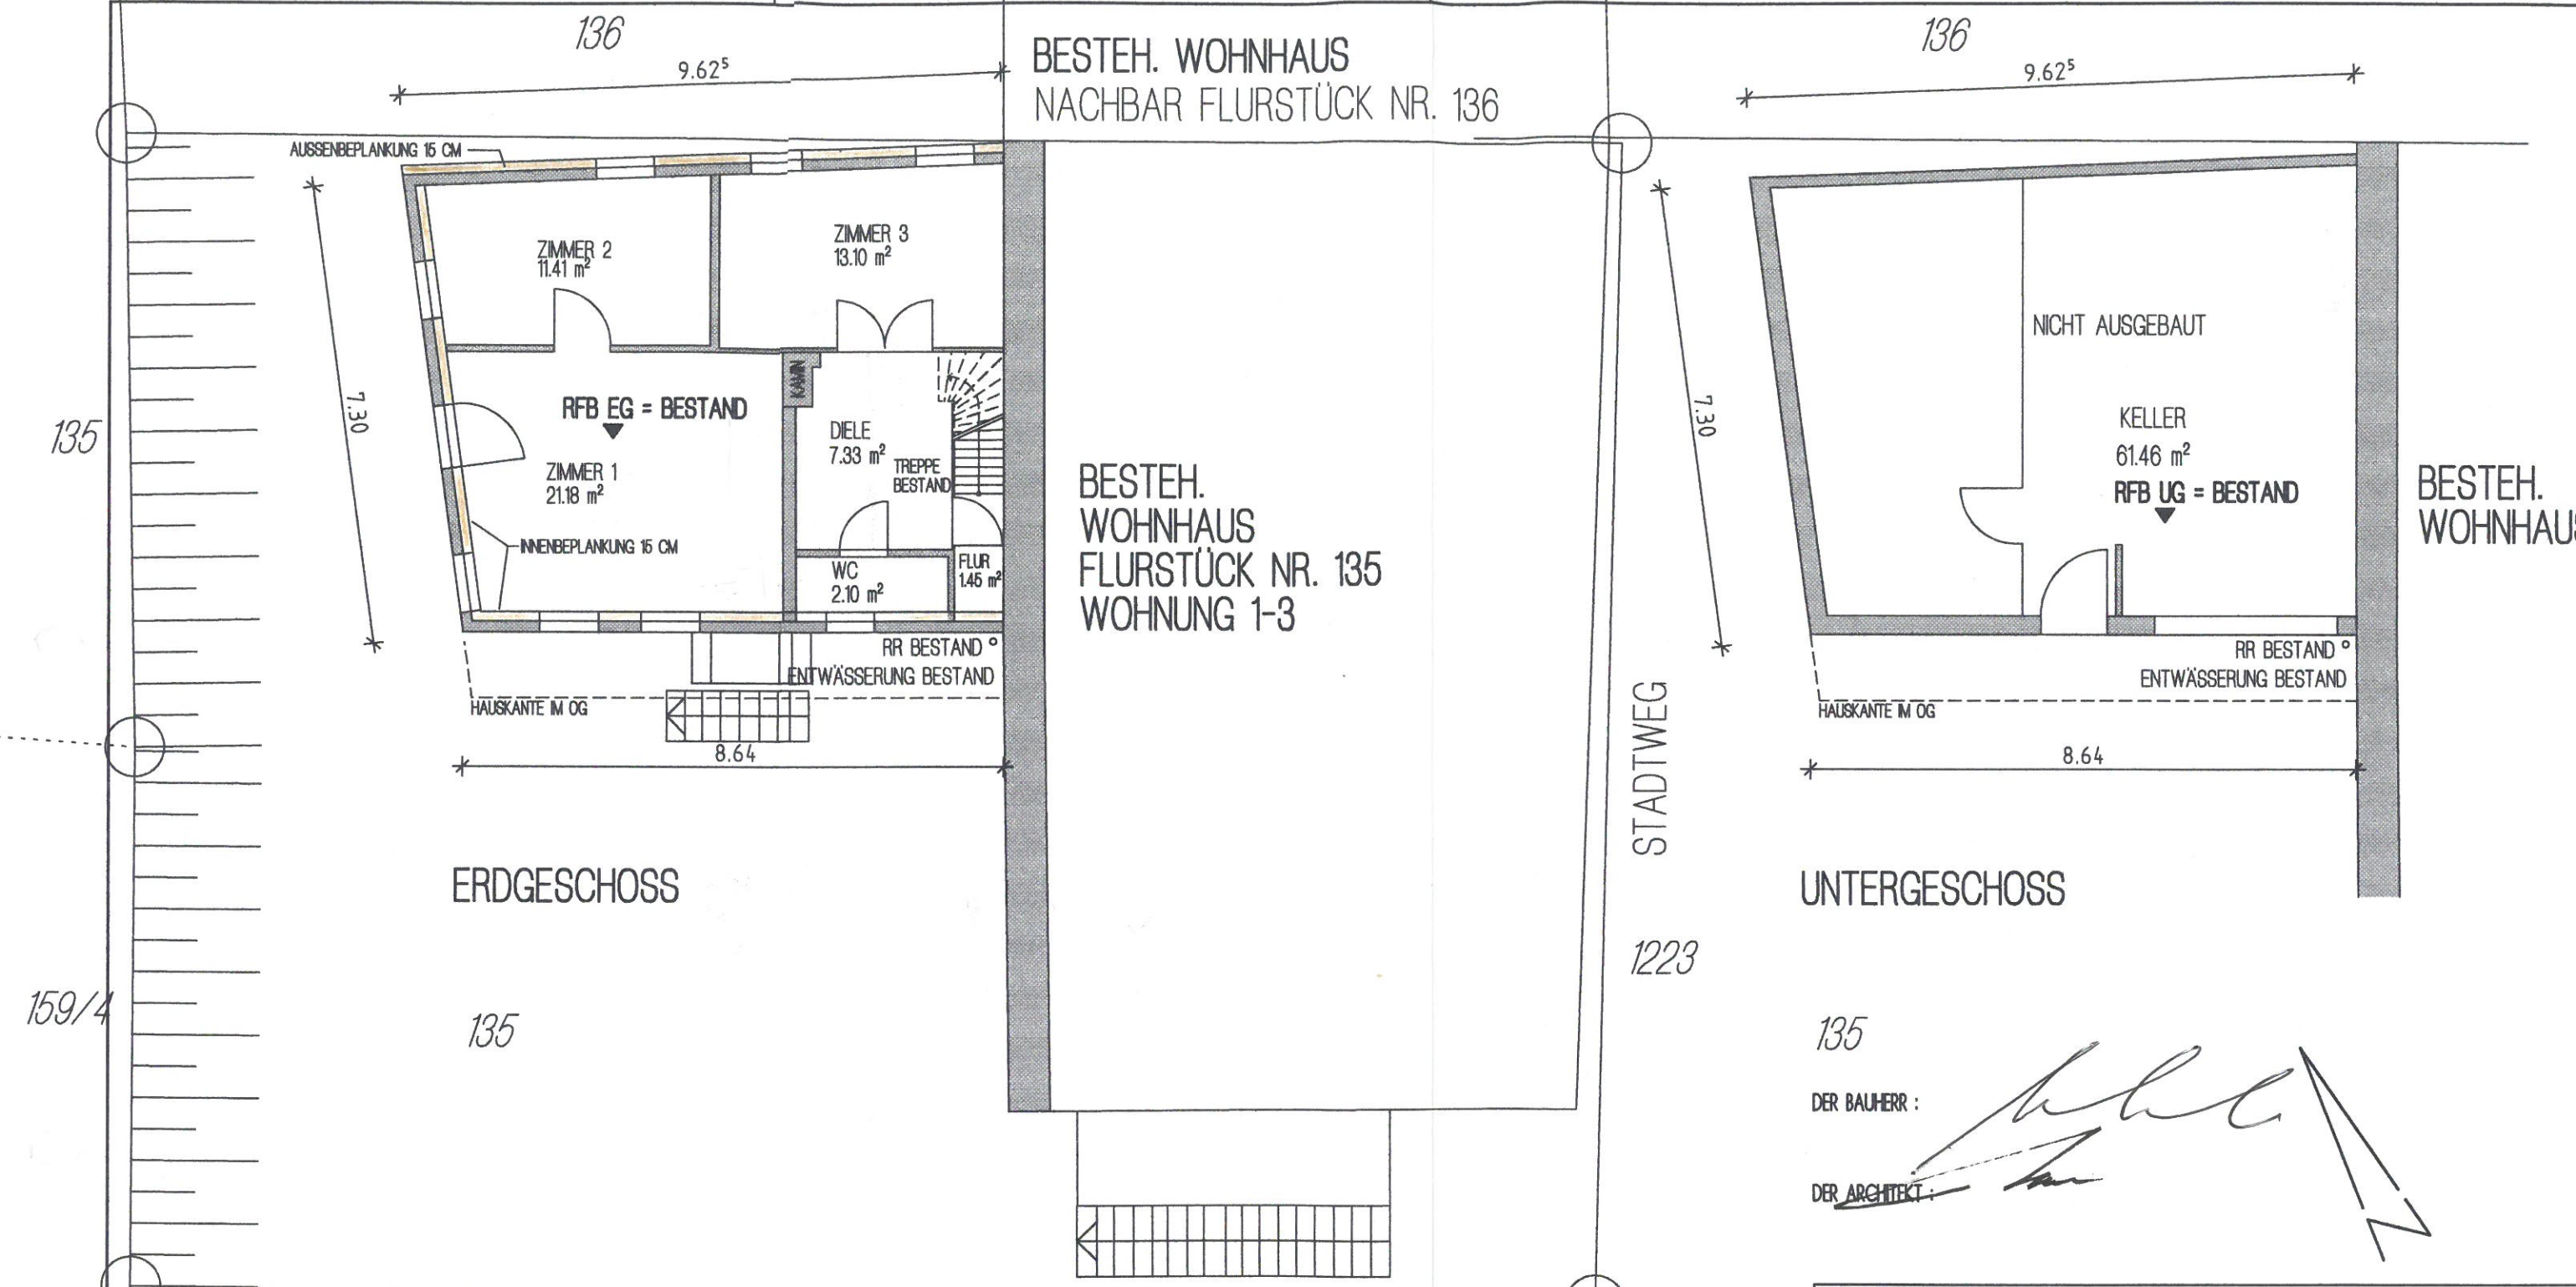 136
136
9.62⁵
9.62⁵
BESTEH. WOHNHAUS
NACHBAR FLURSTÜCK NR. 136
AUSSENBEPLANKUNG 15 CM
ZIMMER 2
11.41 m²
ZIMMER 3
13.10 m²
7.30
135
RFB EG = BESTAND
KAMIN
DIELE
7.33 m²
TREPPE
BESTAND
ZIMMER 1
21.18 m²
INNENBEPLANKUNG 15 CM
WC
2.10 m²
FLUR
1.45 m²
RR BESTAND
ENTWÄSSERUNG BESTAND
HAUSKANTE IM OG
8.64
ERDGESCHOSS
159/4
135
BESTEH.
WOHNHAUS
FLURSTÜCK NR. 135
WOHNUNG 1-3
STADTWEG
1223
7.30
NICHT AUSGEBAUT
KELLER
61.46 m²
RFB UG = BESTAND
BESTEH.
WOHNHAUS
RR BESTAND
ENTWÄSSERUNG BESTAND
HAUSKANTE IM OG
8.64
UNTERGESCHOSS
135
DER BAUHERR :
DER ARCHITEKT :
N